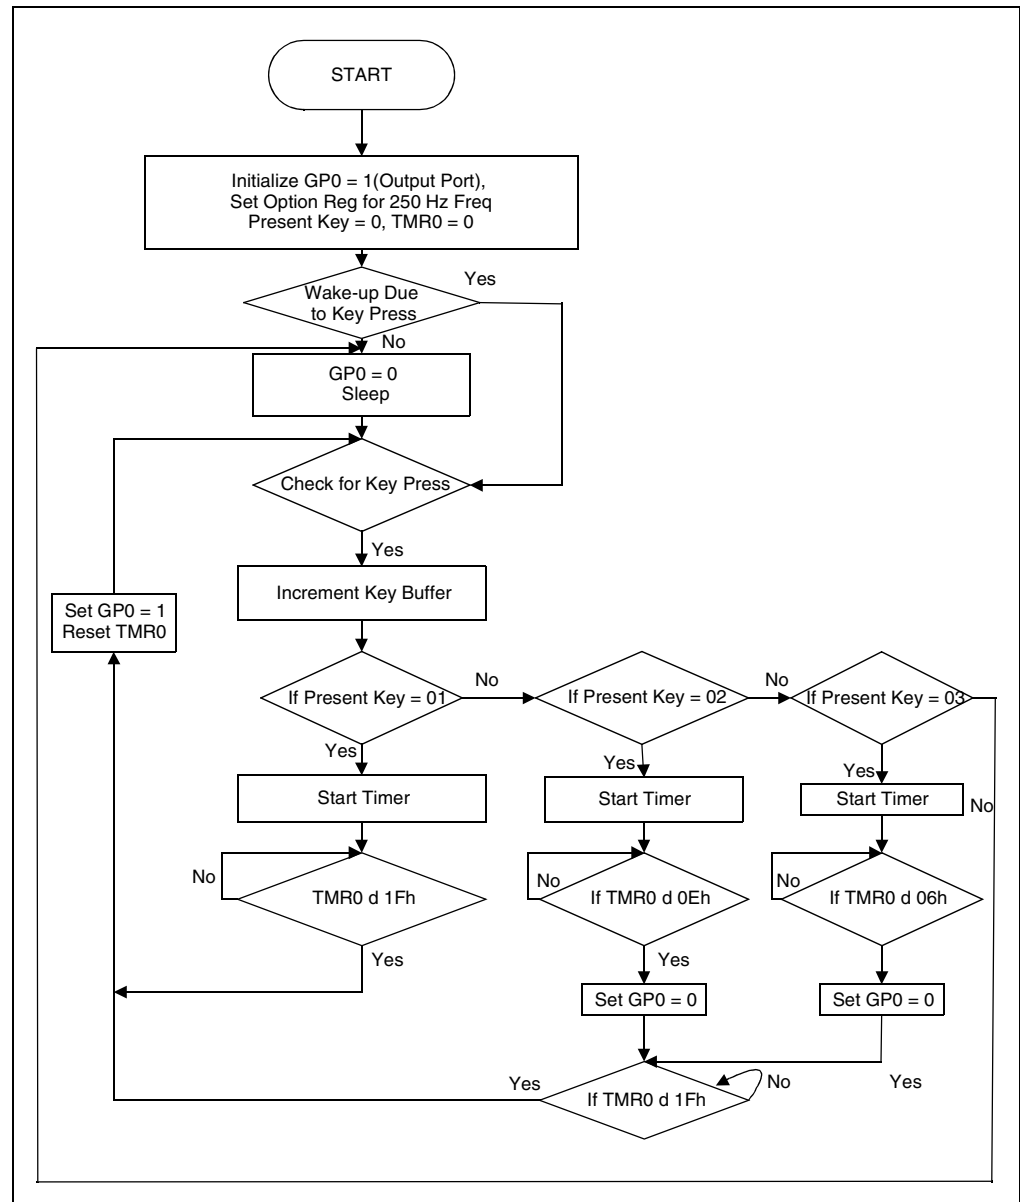 START
Initialize GP0 = 1(Output Port),
Set Option Reg for 250 Hz Freq
Present Key = 0, TMR0 = 0
Yes
Wake-up Due
to Key Press
No
GP0 = 0
Sleep
Check for Key Press
Yes
Increment Key Buffer
Set GP0 = 1
Reset TMR0
If Present Key = 01
No
If Present Key = 02
No
If Present Key = 03
Yes
Yes
Yes
Start Timer
Start Timer
Start Timer
No
No
TMR0 d 1Fh
No
If TMR0 d 0Eh
No
If TMR0 d 06h
Yes
Yes
Set GP0 = 0
Set GP0 = 0
Yes
If TMR0 d 1Fh
No
Yes